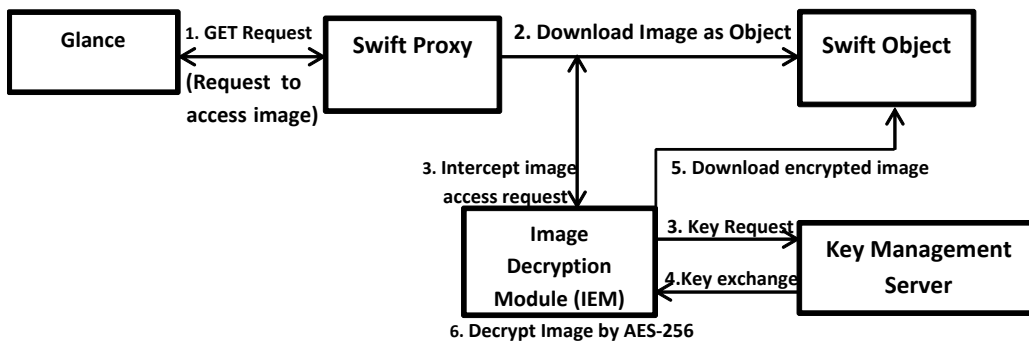 Glance
1. GET Request
(Request to
access image)
Swift Proxy
2. Download Image as Object
Swift Object
3. Intercept image
access request
5. Download encrypted image
Image
Decryption
Module (IEM)
3. Key Request
4.Key exchange
Key Management
Server
6. Decrypt Image by AES-256